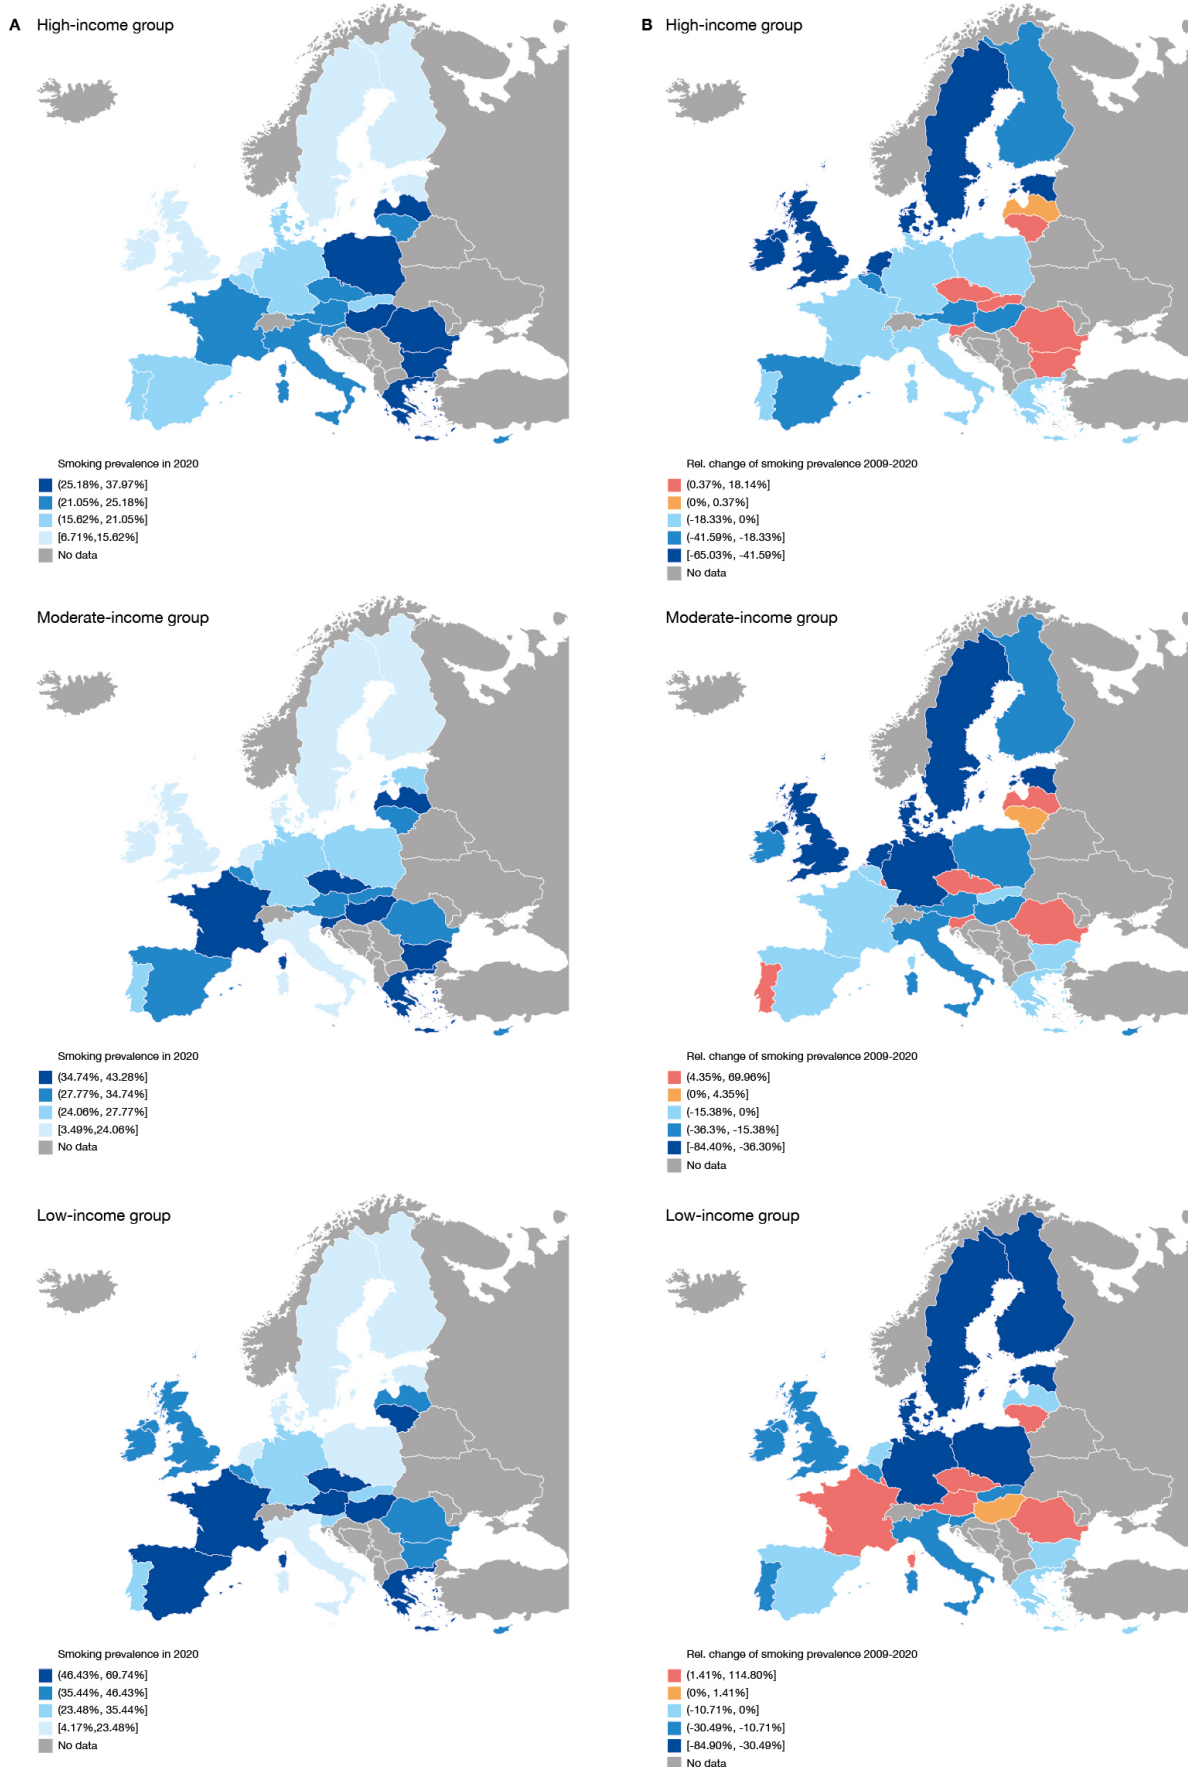 A High-income group
Smoking prevalence in 2020
(25.18%, 37.97%]
(21.05%, 25.18%]
(15.62%, 21.05%]
[6.71%,15.62%]
No data
B High-income group
Rel. change of smoking prevalence 2009-2020
(0.37%, 18.14%]
(0%, 0.37%]
(-18.33%, 0%]
(-41.59%, -18.33%]
[-65.03%, -41.59%]
No data
Moderate-income group
Smoking prevalence in 2020
(34.74%, 43.28%]
(27.77%, 34.74%]
(24.06%, 27.77%]
[3.49%,24.06%]
No data
Moderate-income group
Rel. change of smoking prevalence 2009-2020
(4.35%, 69.96%]
(0%, 4.35%]
(-15.38%, 0%]
(-36.3%, -15.38%]
[-84.40%, -36.30%]
No data
Low-income group
Smoking prevalence in 2020
(46.43%, 69.74%]
(35.44%, 46.43%]
(23.48%, 35.44%]
[4.17%,23.48%]
No data
Low-income group
Rel. change of smoking prevalence 2009-2020
(1.41%, 114.80%]
(0%, 1.41%]
(-10.71%, 0%]
(-30.49%, -10.71%]
[-84.90%, -30.49%]
No data